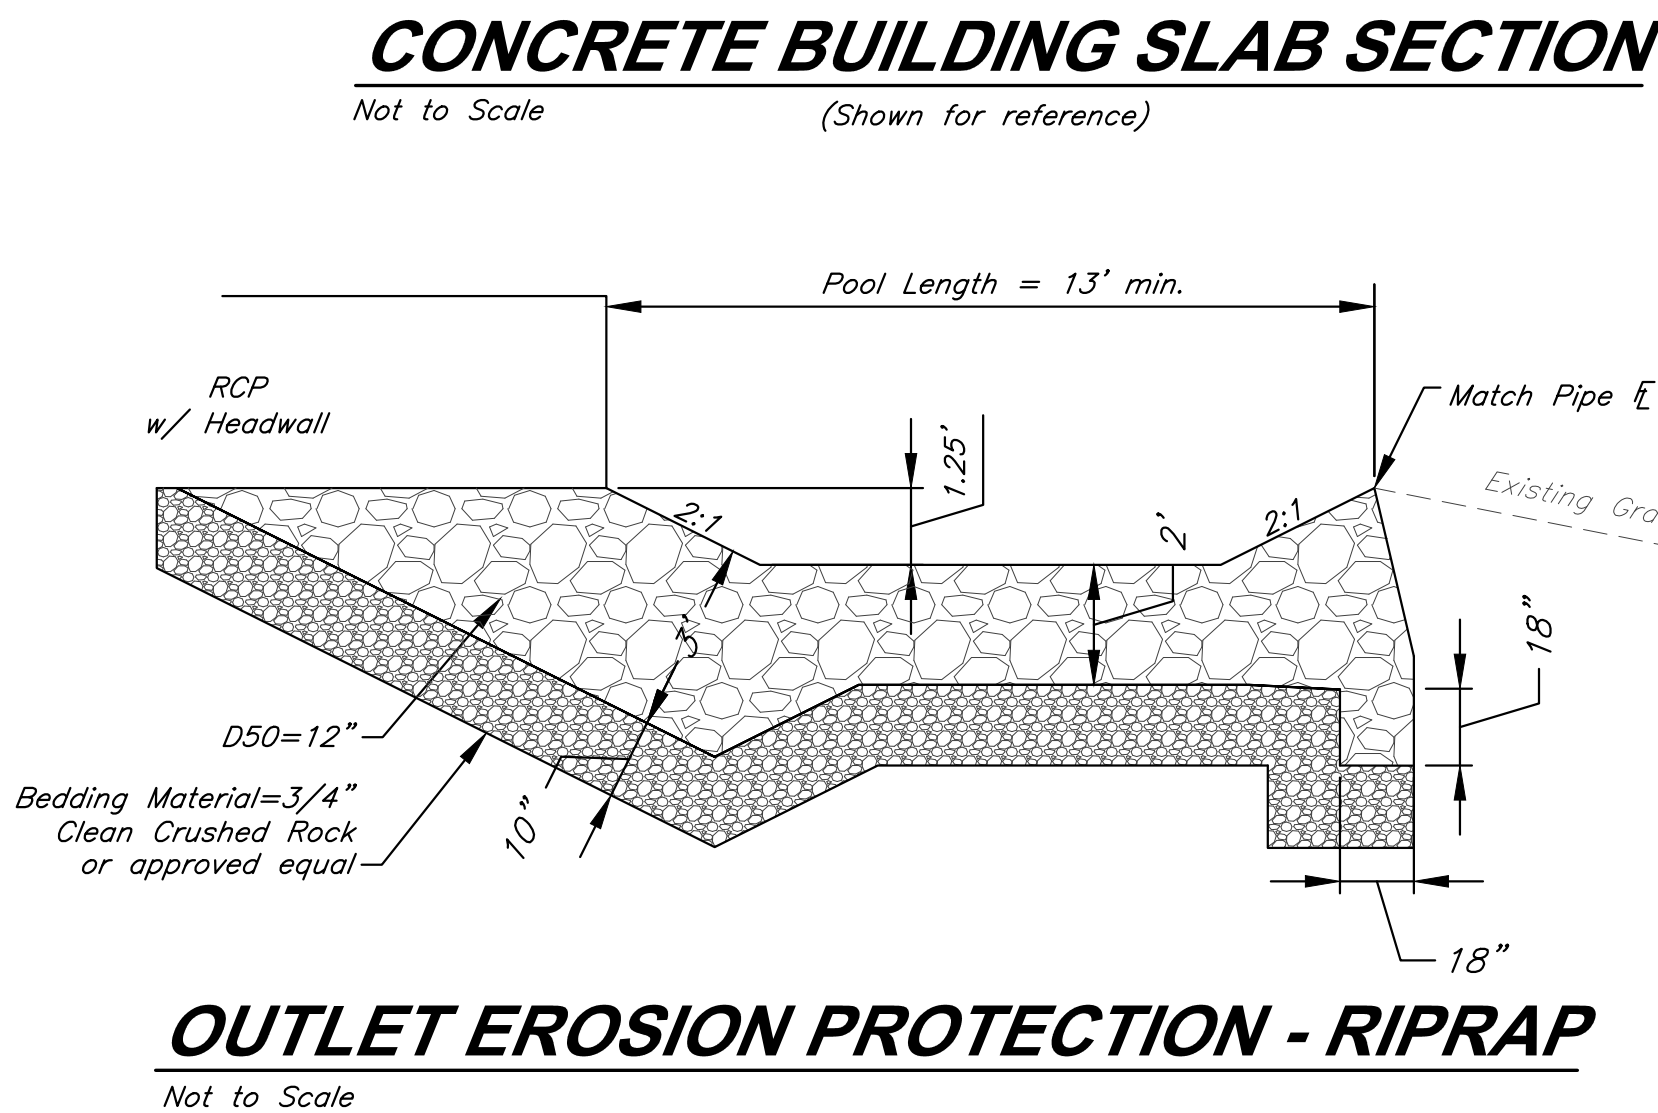 CONCRETE BUILDING SLAB SECTION
Not to Scale
(Shown for reference)
Pool Length = 13' min.
RCP
w/ Headwall
Match Pipe
Existing
1.25'
2:1
2'
2:1
3'
18"
D50=12"
Bedding Material=3/4"
Clean Crushed Rock
or approved equal
10"
18"
OUTLET EROSION PROTECTION - RIPRAP
Not to Scale